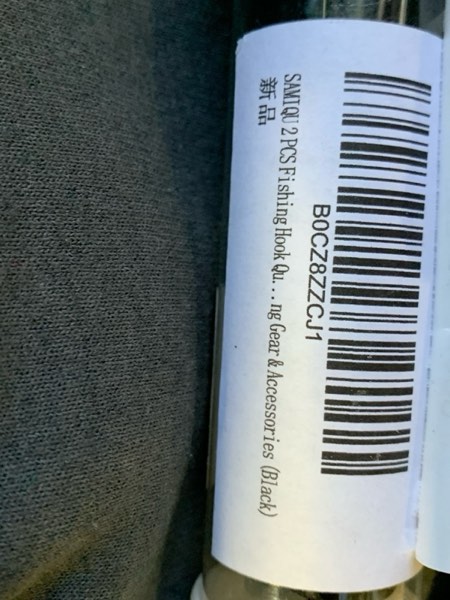 B0CZ8ZZCJ1
SAMIQU 2 PCS Fishing Hook Qu...ng Gear & Accessories (Black)
新品